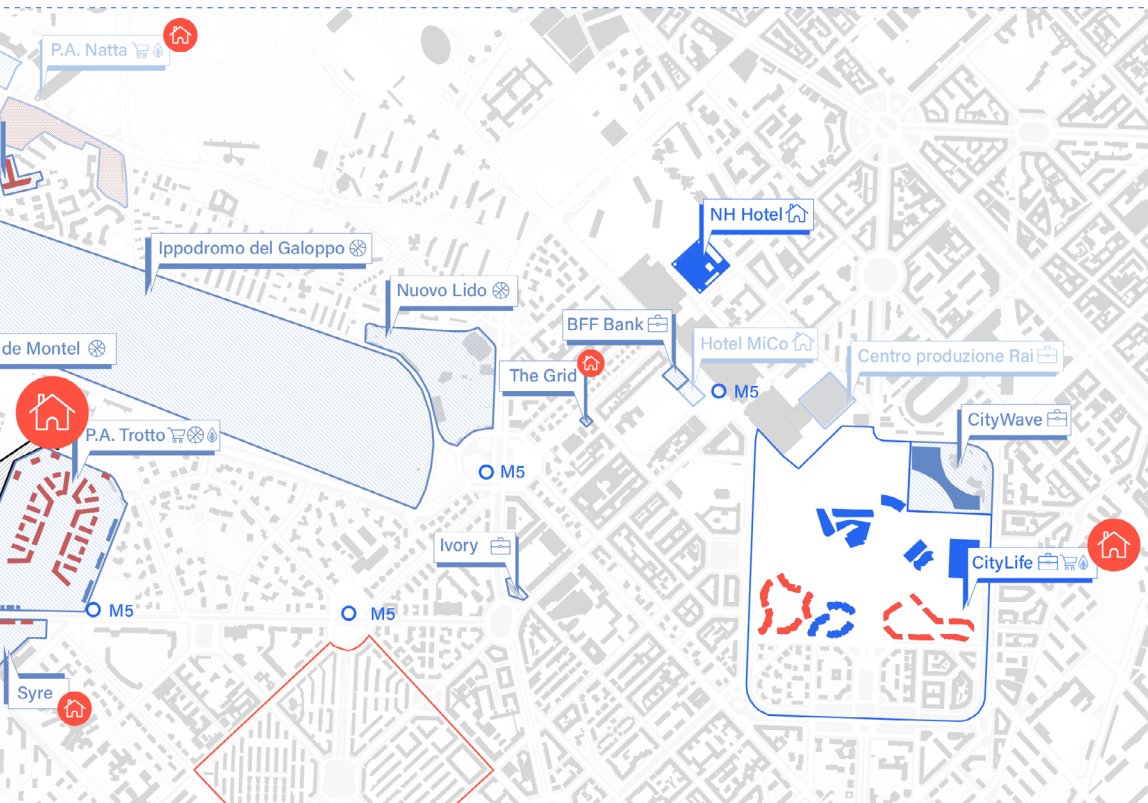 P.A. Natta
NH Hotel
Ippodromo del Galoppo
Nuovo Lido
BFF Bank
Hotel MiCo
de Montel
Centro produzione Rai
The Grid
M5
CityWave
P.A. Trotto
M5
Ivory
CityLife
M5
M5
Syre